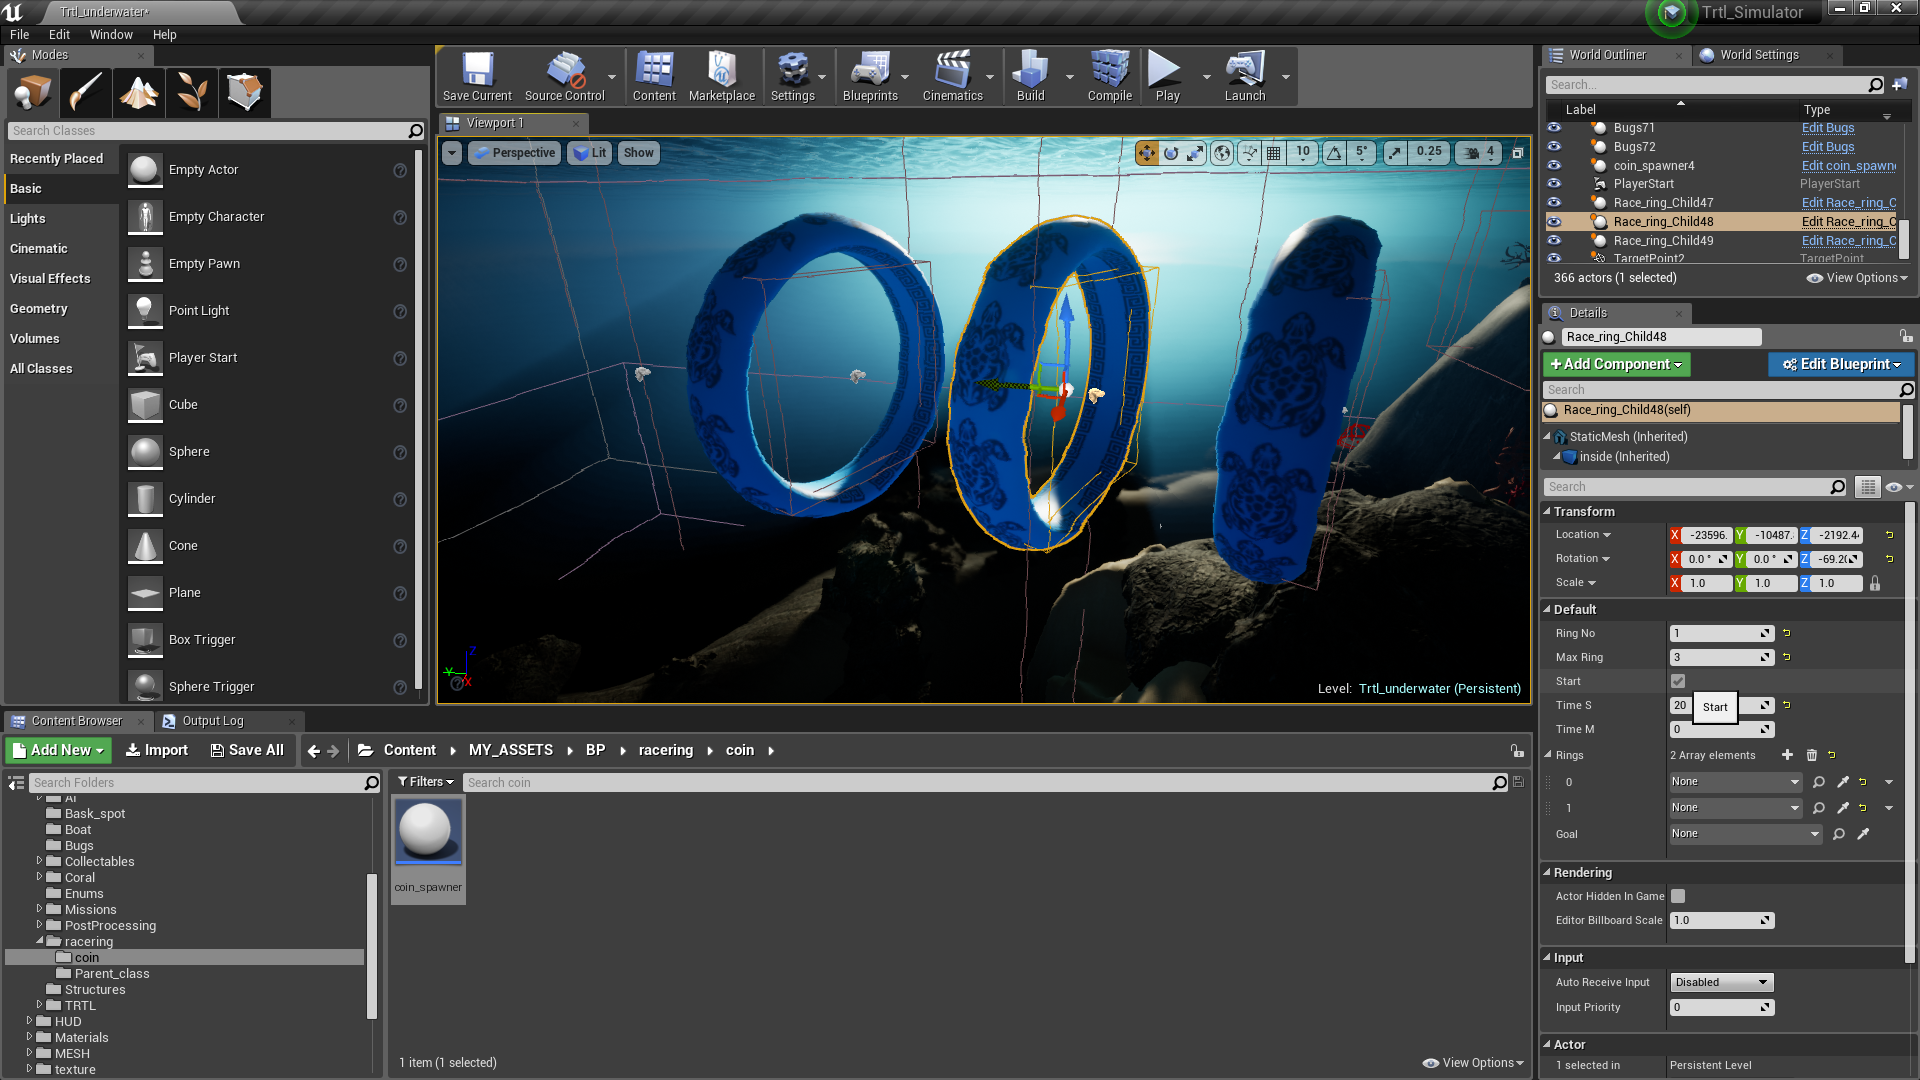 Trtl_underwater*
Trtl_Simulator
File Edit Window Help
Modes
Search Classes
Recently Placed
Basic
Lights
Cinematic
Visual Effects
Geometry
Volumes
All Classes
Empty Actor
Empty Character
Empty Pawn
Point Light
Player Start
Cube
Sphere
Cylinder
Cone
Plane
Box Trigger
Sphere Trigger
Save Current Source Control Content Marketplace Settings Blueprints Cinematics Build Compile Play Launch
Viewport 1
Perspective Lit Show 10 5° 0.25 4
Level: Trtl_underwater (Persistent)
World Outliner World Settings
Search...
Label Type
Bugs71 Edit Bugs
Bugs72 Edit Bugs
coin_spawner4 Edit coin_spawn
PlayerStart PlayerStart
Race_ring_Child47 Edit Race_ring_C
Race_ring_Child48 Edit Race_ring_C
Race_ring_Child49 Edit Race_ring_C
TargetPoint2 TargetPoint
366 actors (1 selected) View Options
Details
Race_ring_Child48
+Add Component Edit Blueprint
Search
Race_ring_Child48(self)
StaticMesh (Inherited)
inside (Inherited)
Search
Transform
Location X -23596. Y -10487. Z -2192.4
Rotation X 0.0 ° Y 0.0 ° Z -69.20
Scale X 1.0 Y 1.0 Z 1.0
Default
Ring No 1
Max Ring 3
Start
Time S 20
Start
Time M 0
Rings 2 Array elements
0 None
1 None
Goal None
Rendering
Actor Hidden In Game
Editor Billboard Scale 1.0
Input
Auto Receive Input Disabled
Input Priority 0
Actor
1 selected in Persistent Level
Content Browser Output Log
Add New Import Save All Content MY_ASSETS BP racering coin
Search Folders
Filters Search coin
AI
Bask_spot
Boat
Bugs
Collectables
Coral
Enums
Missions
PostProcessing
racering
coin
Parent_class
Structures
TRTL
HUD
Materials
MESH
texture
coin_spawner
1 item (1 selected) View Options
Z
Y
X